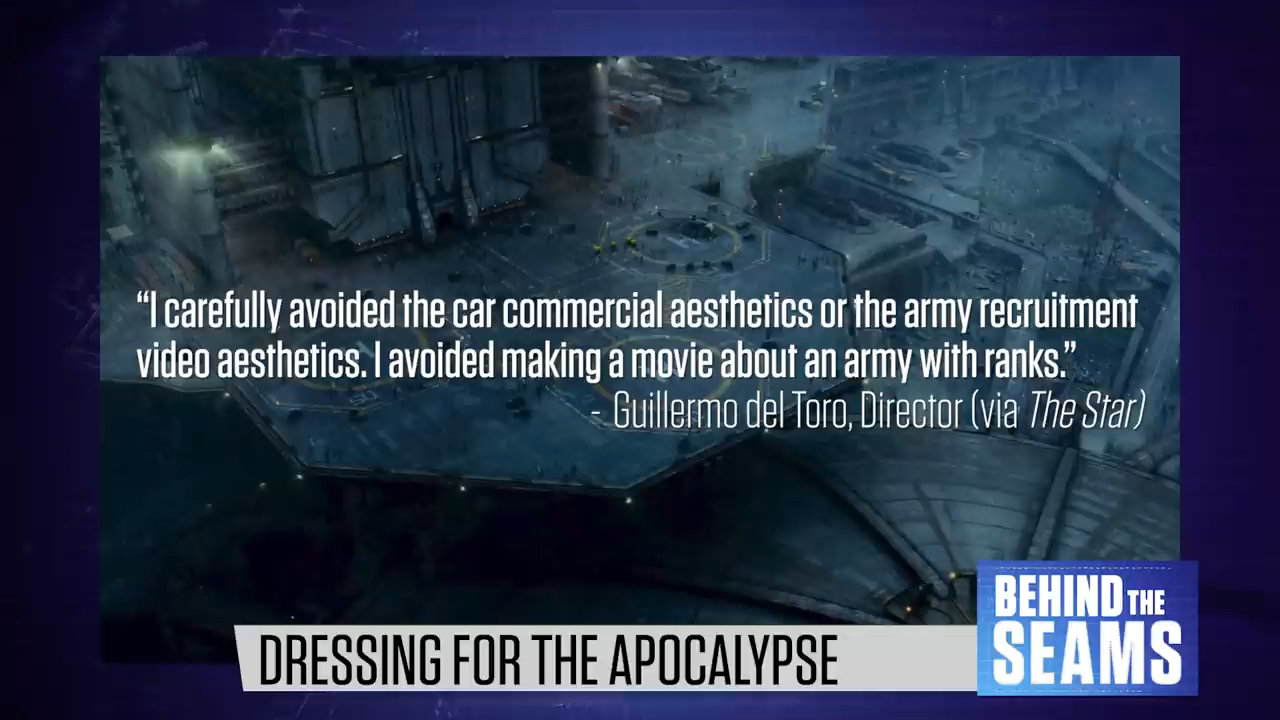 “I carefully avoided the car commercial aesthetics or the army recruitment
video aesthetics. I avoided making a movie about an army with ranks.”
- Guillermo del Toro, Director (via The Star)
DRESSING FOR THE APOCALYPSE
BEHIND THE
SEAMS